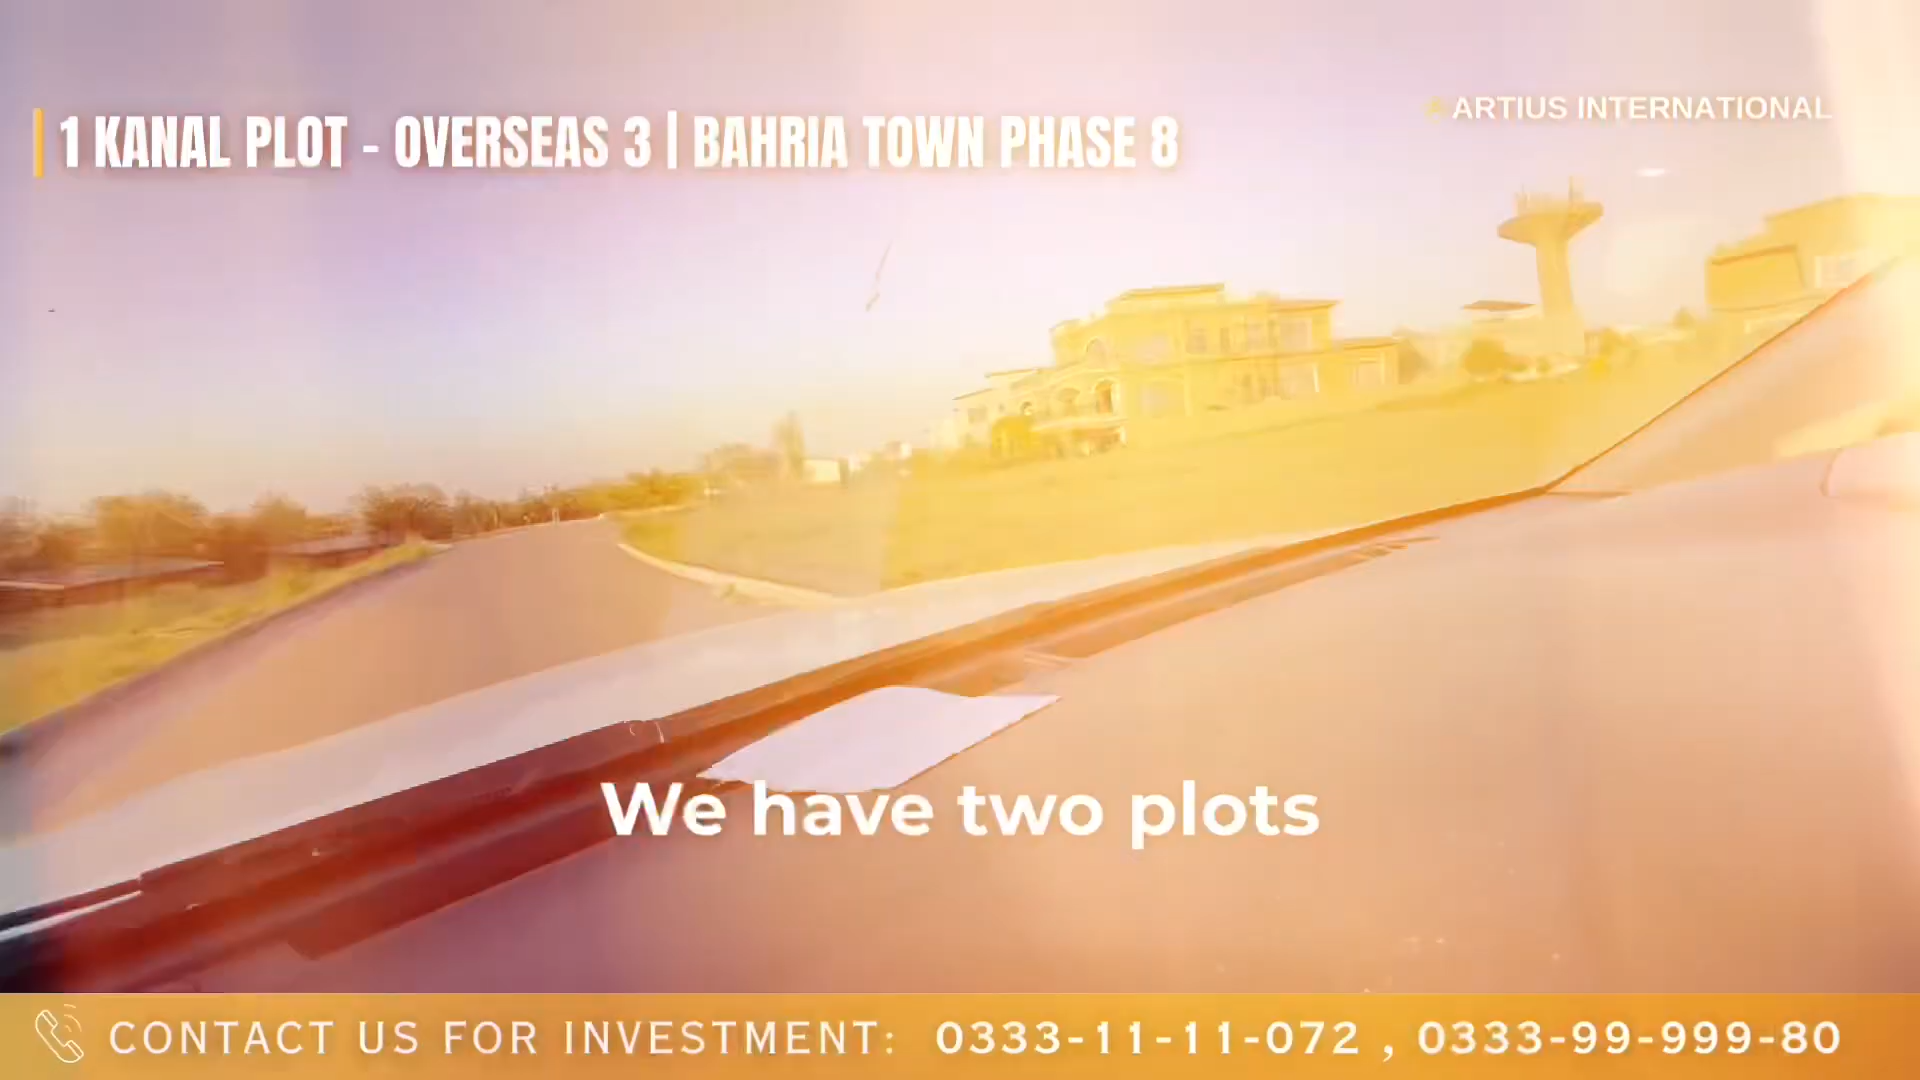 1 KANAL PLOT - OVERSEAS 3 | BAHRIA TOWN PHASE 8
ARTIUS INTERNATIONAL
We have two plots
CONTACT US FOR INVESTMENT: 0333-11-11-072 , 0333-99-999-80